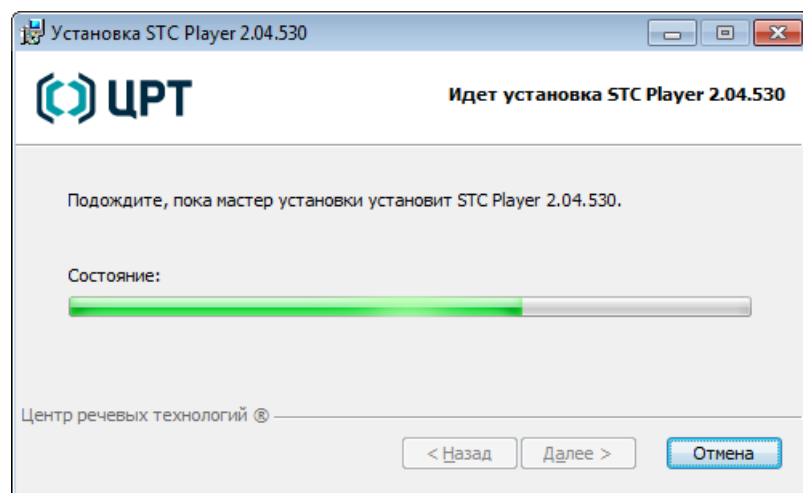 Установка STC Player 2.04.530
ЦРТ
Идет установка STC Player 2.04.530
Подождите, пока мастер установки установит STC Player 2.04.530.
Состояние:
Центр речевых технологий ®
< Назад Далее > Отмена